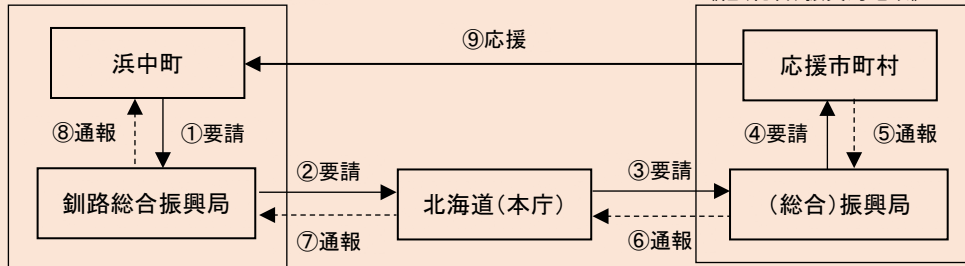 ⑨応援
浜中町
応援市町村
⑧通報
①要請
④要請
⑤通報
②要請
③要請
釧路総合振興局
北海道(本庁)
(総合)振興局
⑦通報
⑥通報